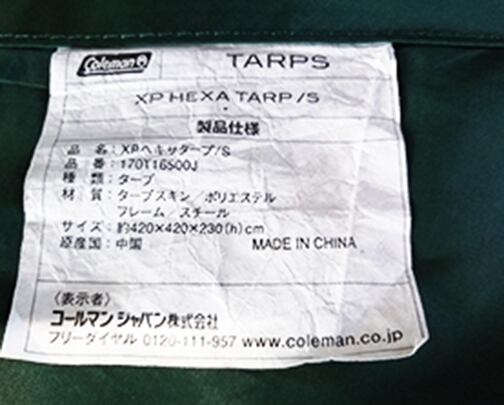 Coleman
TARPS
XP HEXA TARP/S
製品仕様
品 名:XPヘキサタープ/S
品 番:170T16500J
種 類:タープ
材 質:タープスキン/ポリエステル
フレーム/スチール
サイズ:約420×420×230(h)cm
原産国:中国 MADE IN CHINA
〈表示者〉
コールマン ジャパン株式会社
フリーダイヤル 0120-111-957 www.coleman.co.jp